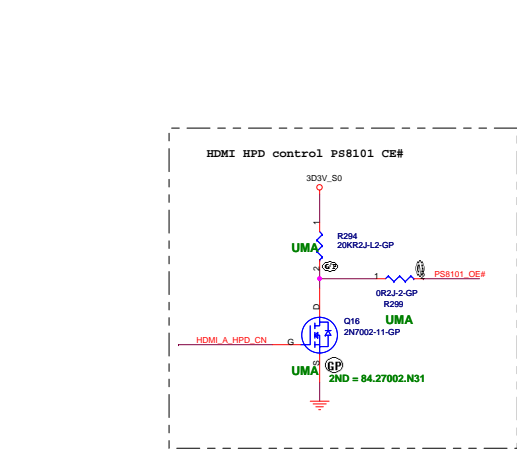 HDMI HPD control PS8101 CE#
3D3V_S0
1
R294
20KR2J-L2-GP
UMA
2
1
PS8101_OE#
0R2J-2-GP
R299
UMA
D
Q16
2N7002-11-GP
HDMI_A_HPD_CN
G
S
GP
UMA
2ND = 84.27002.N31